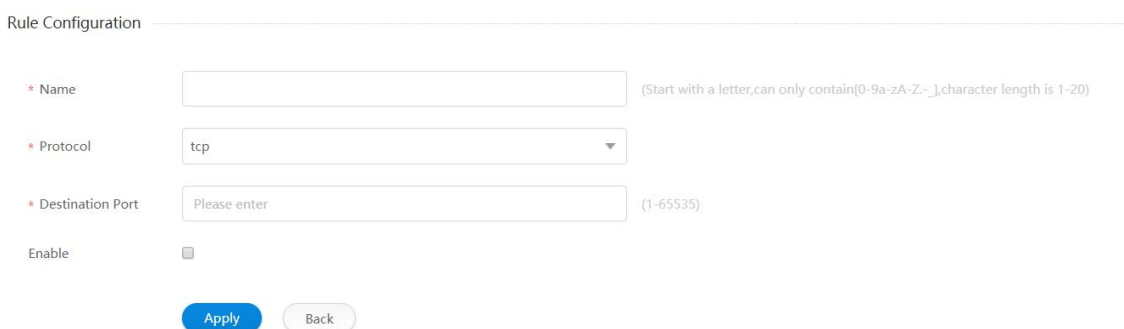 Rule Configuration
* Name (Start with a letter,can only contain[0-9a-zA-Z.-_],character length is 1-20)
* Protocol tcp
* Destination Port Please enter (1-65535)
Enable
Apply Back